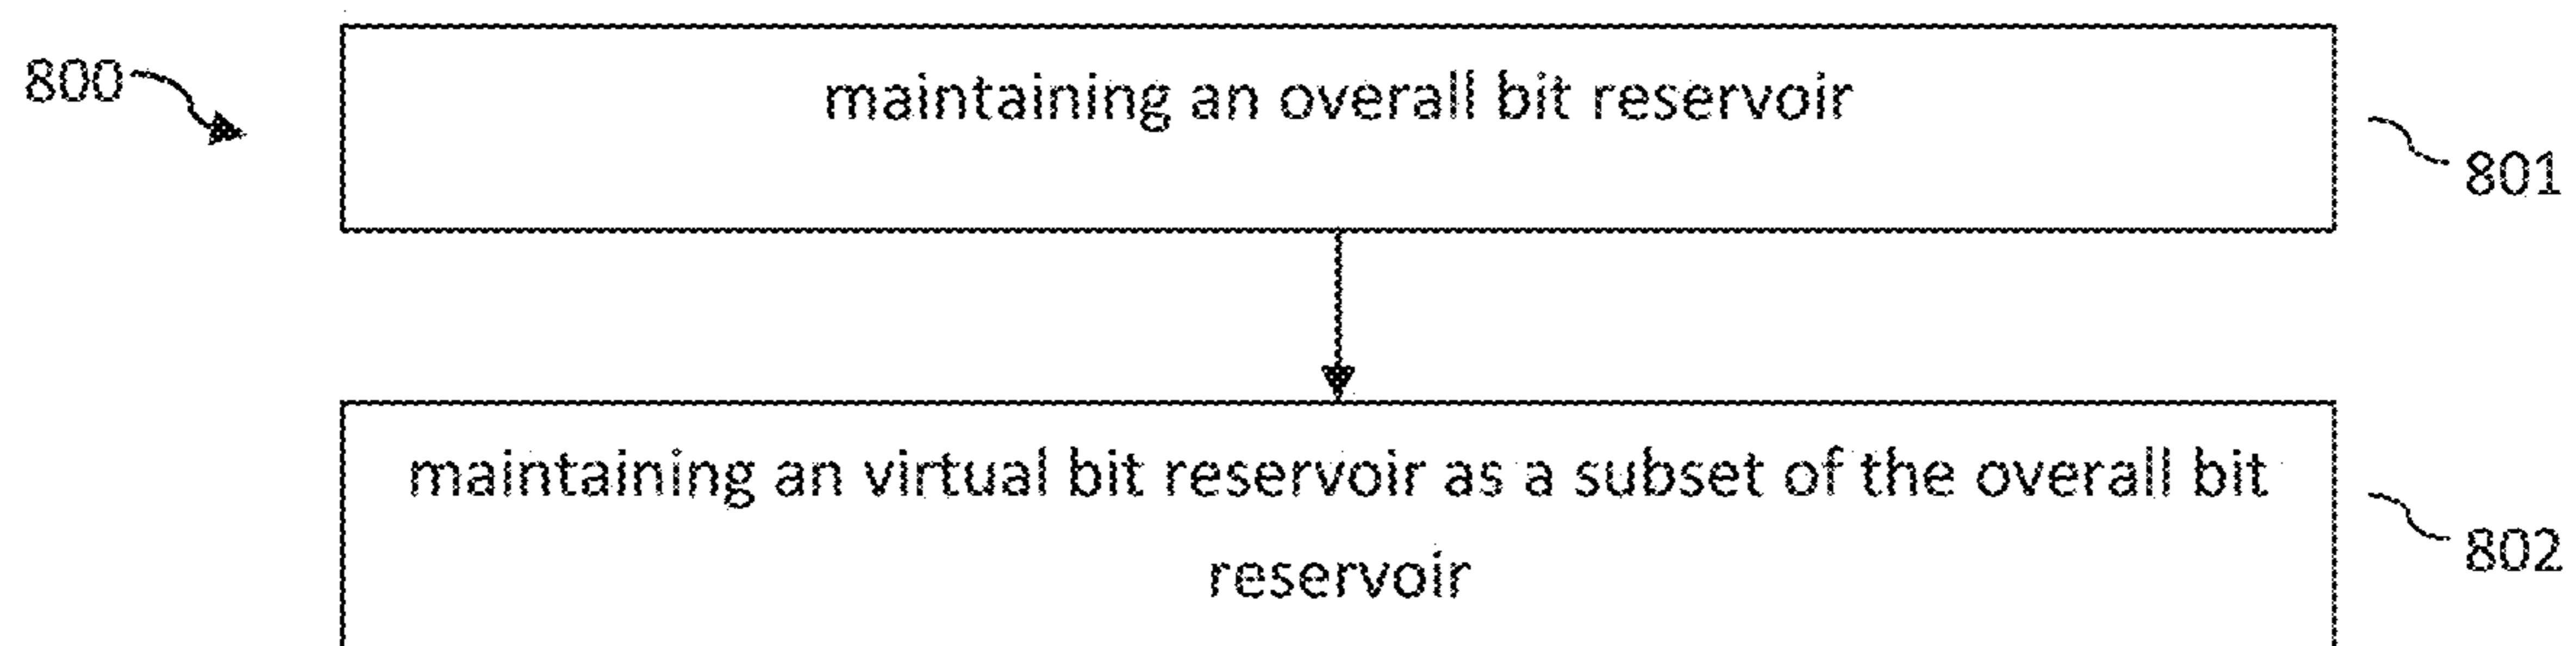 800
maintaining an overall bit reservoir
801
maintaining an virtual bit reservoir as a subset of the overall bit
reservoir
802